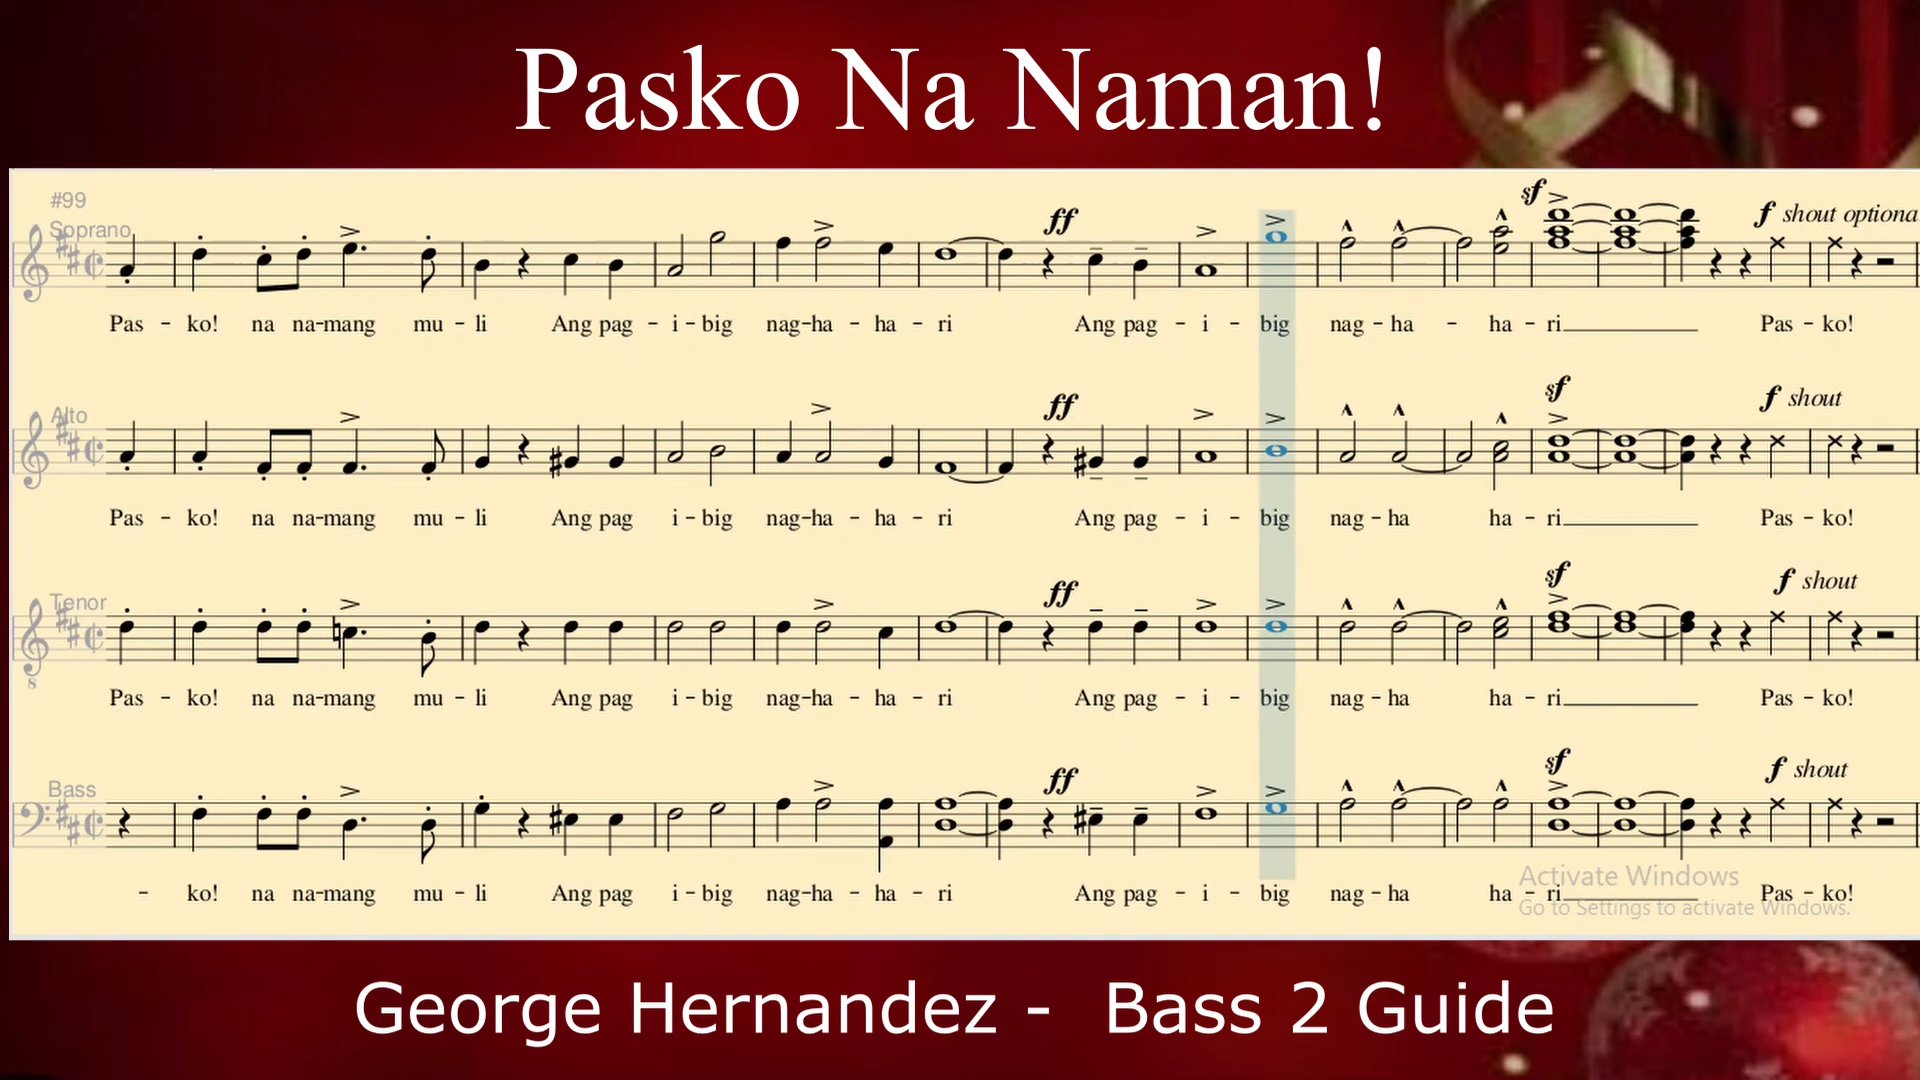 Pasko Na Naman!
#99
Soprano
ff
sf
f shout optiona
Pas - ko! na na-mang mu - li Ang pag - i - big nag-ha - ha - ri Ang pag - i - big nag - ha - ha - ri Pas - ko!
Alto
ff
sf
f shout
Pas - ko! na na-mang mu - li Ang pag i - big nag-ha - ha - ri Ang pag - i - big nag - ha ha - ri Pas - ko!
Tenor
ff
sf
f shout
8
Pas - ko! na na-mang mu - li Ang pag i - big nag-ha - ha - ri Ang pag - i - big nag - ha ha - ri Pas - ko!
Bass
ff
sf
f shout
- ko! na na-mang mu - li Ang pag i - big nag-ha - ha - ri Ang pag - i - big nag - ha ha - ri Pas - ko!
Activate Windows
Go to Settings to activate Windows.
George Hernandez - Bass 2 Guide